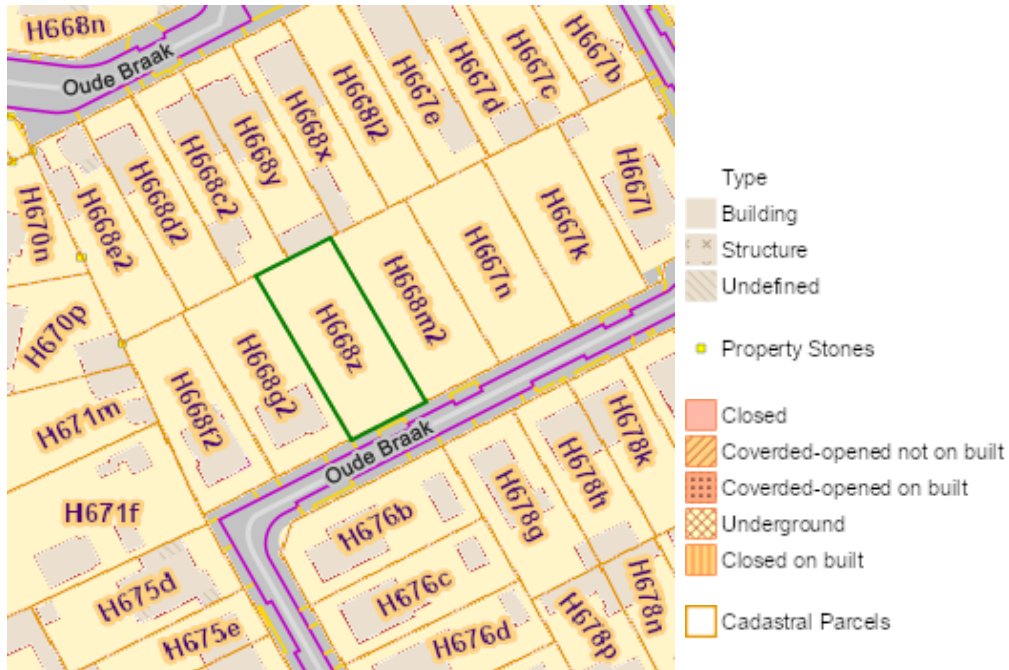 H668n
Oude Braak
H667b
H667c
H667d
H667e
H668l2
H668x
H668y
H668c2
H668d2
H668e2
H670n
H667l
H667k
H667n
H668m2
H668z
H668g2
H668f2
H670p
H671m
Oude Braak
H671f
H678k
H678h
H678g
H676b
H675d
H676c
H675e
H676d
H678p
H678n
Type
Building
Structure
Undefined
Property Stones
Closed
Coverded-opened not on built
Coverded-opened on built
Underground
Closed on built
Cadastral Parcels